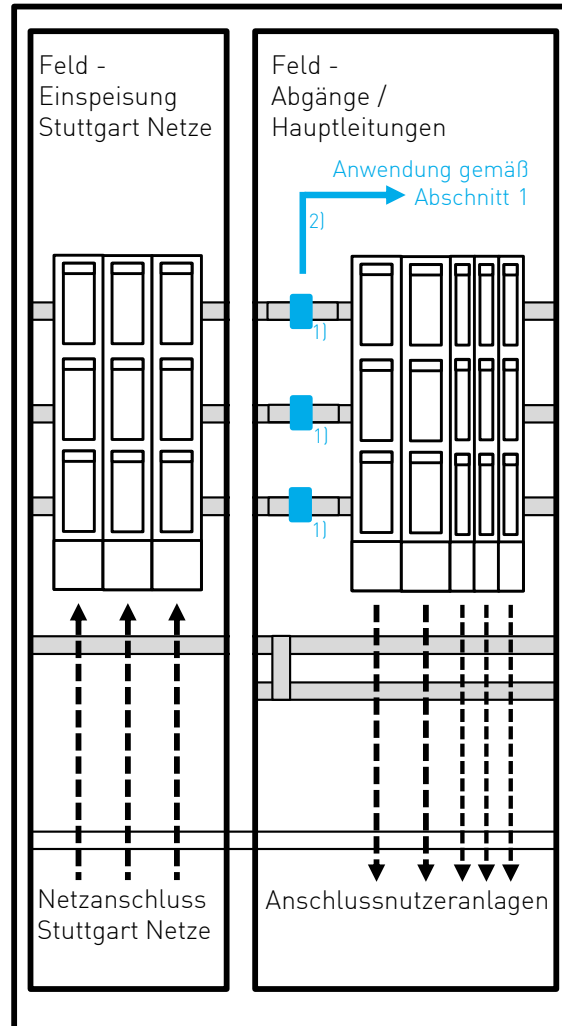 Feld -
Einspeisung
Stuttgart Netze
Feld -
Abgänge /
Hauptleitungen
Anwendung gemäß
Abschnitt 1
2)
1)
1)
1)
Netzanschluss
Stuttgart Netze
Anschlussnutzeranlagen